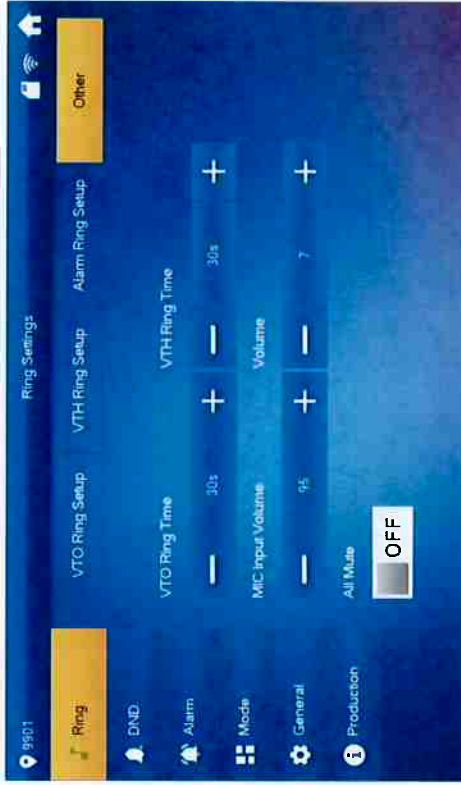 9901
Ring Settings
Ring
VTO Ring Setup
VTH Ring Setup
Alarm Ring Setup
Other
DND
VTO Ring Time
VTH Ring Time
Alarm
30s
30s
Mode
MIC Input Volume
Volume
General
95
7
Production
All Mute
OFF